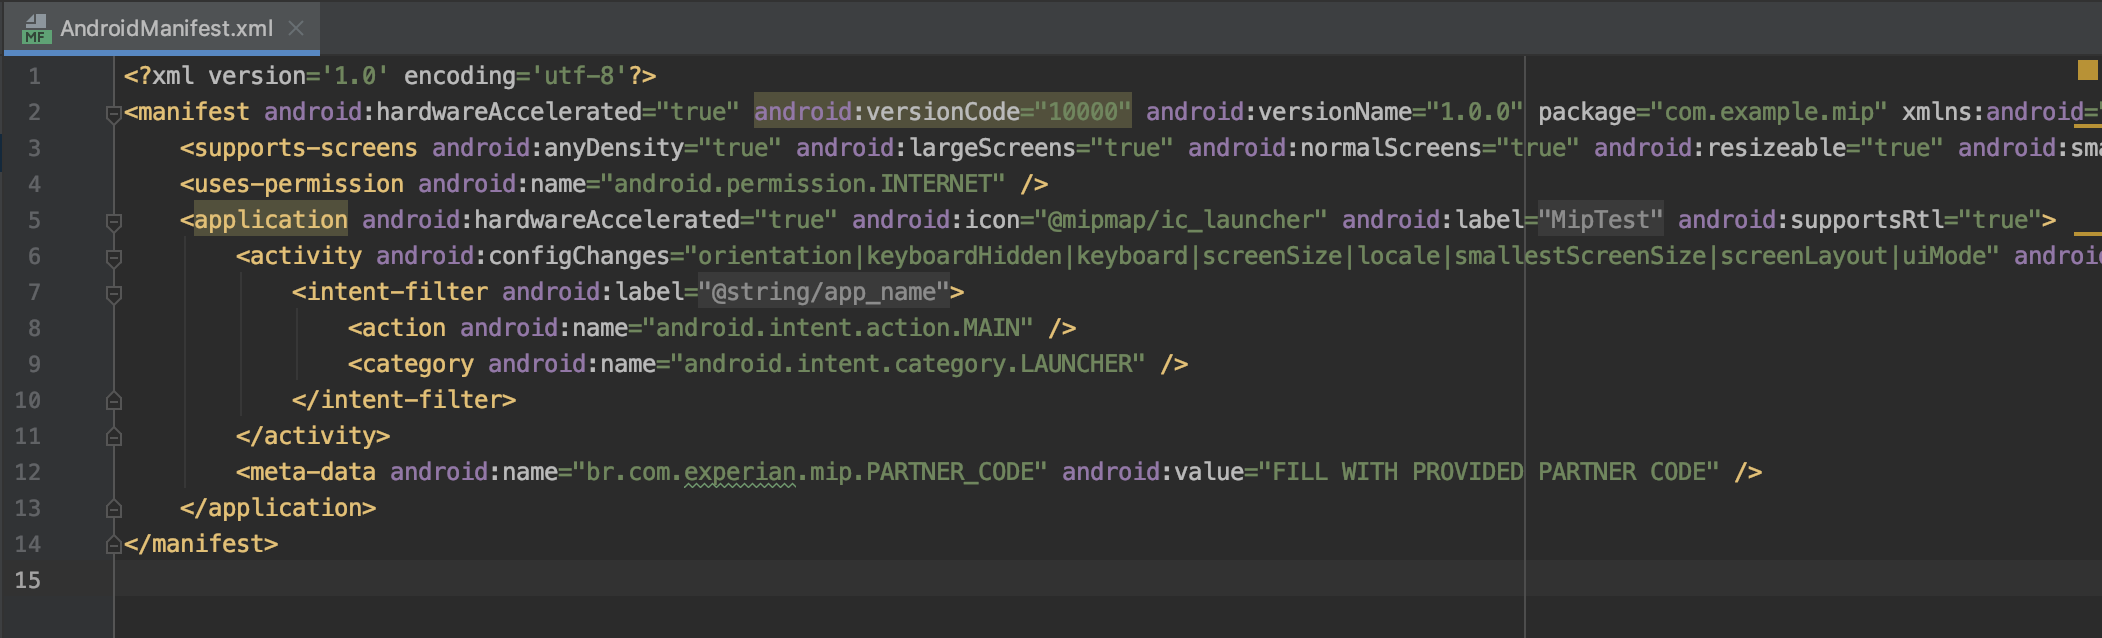 MF AndroidManifest.xml
1 <?xml version='1.0' encoding='utf-8'?>
2 <manifest android:hardwareAccelerated="true" android:versionCode="10000" android:versionName="1.0.0" package="com.example.mip" xmlns:android="
3 <supports-screens android:anyDensity="true" android:largeScreens="true" android:normalScreens="true" android:resizeable="true" android:sma
4 <uses-permission android:name="android.permission.INTERNET" />
5 <application android:hardwareAccelerated="true" android:icon="@mipmap/ic_launcher" android:label="MipTest" android:supportsRtl="true">
6 <activity android:configChanges="orientation|keyboardHidden|keyboard|screenSize|locale|smallestScreenSize|screenLayout|uiMode" androi
7 <intent-filter android:label="@string/app_name">
8 <action android:name="android.intent.action.MAIN" />
9 <category android:name="android.intent.category.LAUNCHER" />
10 </intent-filter>
11 </activity>
12 <meta-data android:name="br.com.experian.mip.PARTNER_CODE" android:value="FILL WITH PROVIDED PARTNER CODE" />
13 </application>
14 </manifest>
15